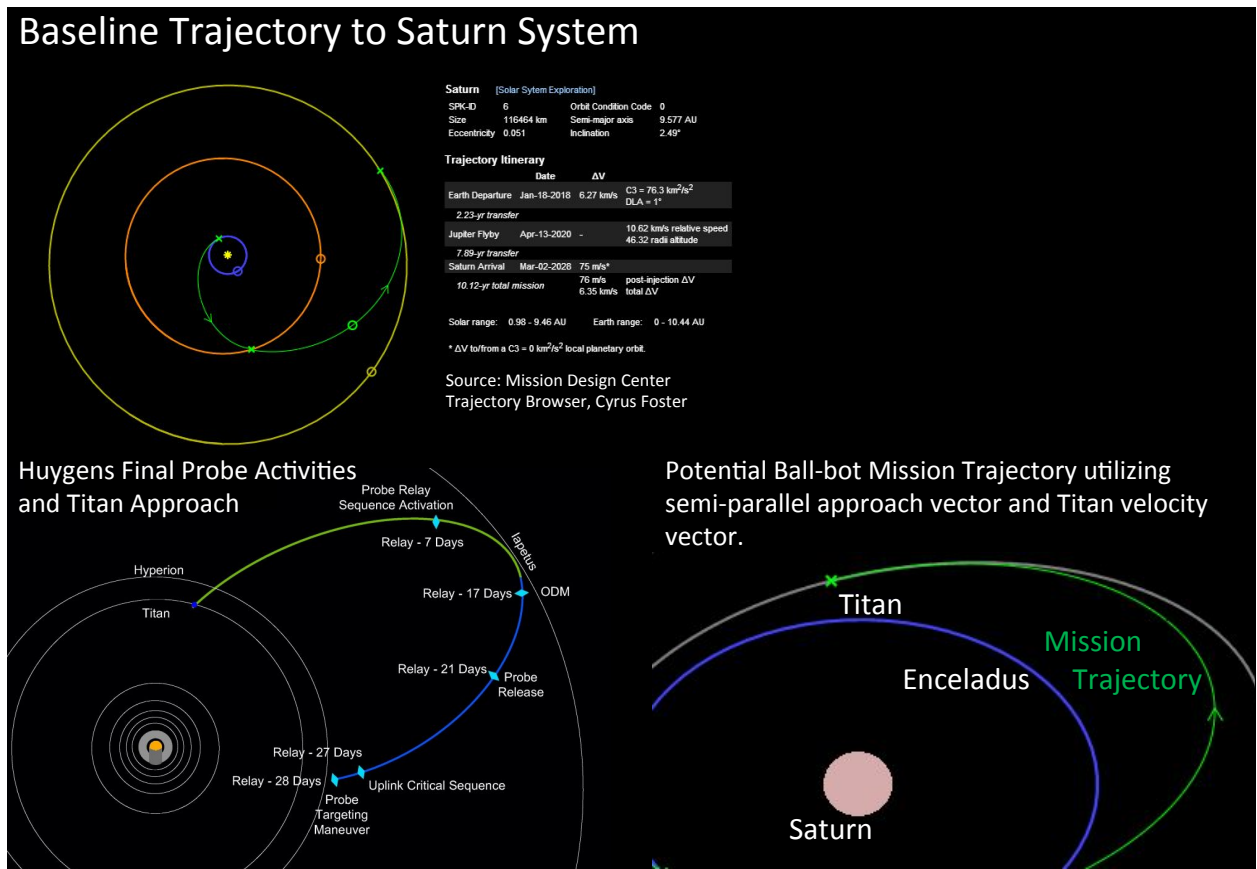 Baseline Trajectory to Saturn System
Saturn [Solar Sytem Exploration]
SPK-ID 6 Orbit Condition Code 0
Size 116464 km Semi-major axis 9.577 AU
Eccentricity 0.051 Inclination 2.49°
Trajectory Itinerary
Date ΔV
Earth Departure Jan-18-2018 6.27 km/s C3 = 76.3 km²/s²
DLA = 1°
2.23-yr transfer
Jupiter Flyby Apr-13-2020 - 10.62 km/s relative speed
46.32 radii altitude
7.89-yr transfer
Saturn Arrival Mar-02-2028 75 m/s*
10.12-yr total mission 76 m/s post-injection ΔV
6.35 km/s total ΔV
Solar range: 0.98 - 9.46 AU Earth range: 0 - 10.44 AU
* ΔV to/from a C3 = 0 km²/s² local planetary orbit.
Source: Mission Design Center
Trajectory Browser, Cyrus Foster
Huygens Final Probe Activities
and Titan Approach
Probe Relay
Sequence Activation
Relay - 7 Days
Iapetus
Hyperion
Titan
Relay - 17 Days
ODM
Relay - 21 Days
Probe
Release
Relay - 27 Days
Relay - 28 Days
Uplink Critical Sequence
Probe
Targeting
Maneuver
Potential Ball-bot Mission Trajectory utilizing
semi-parallel approach vector and Titan velocity
vector.
Titan
Mission
Trajectory
Enceladus
Saturn